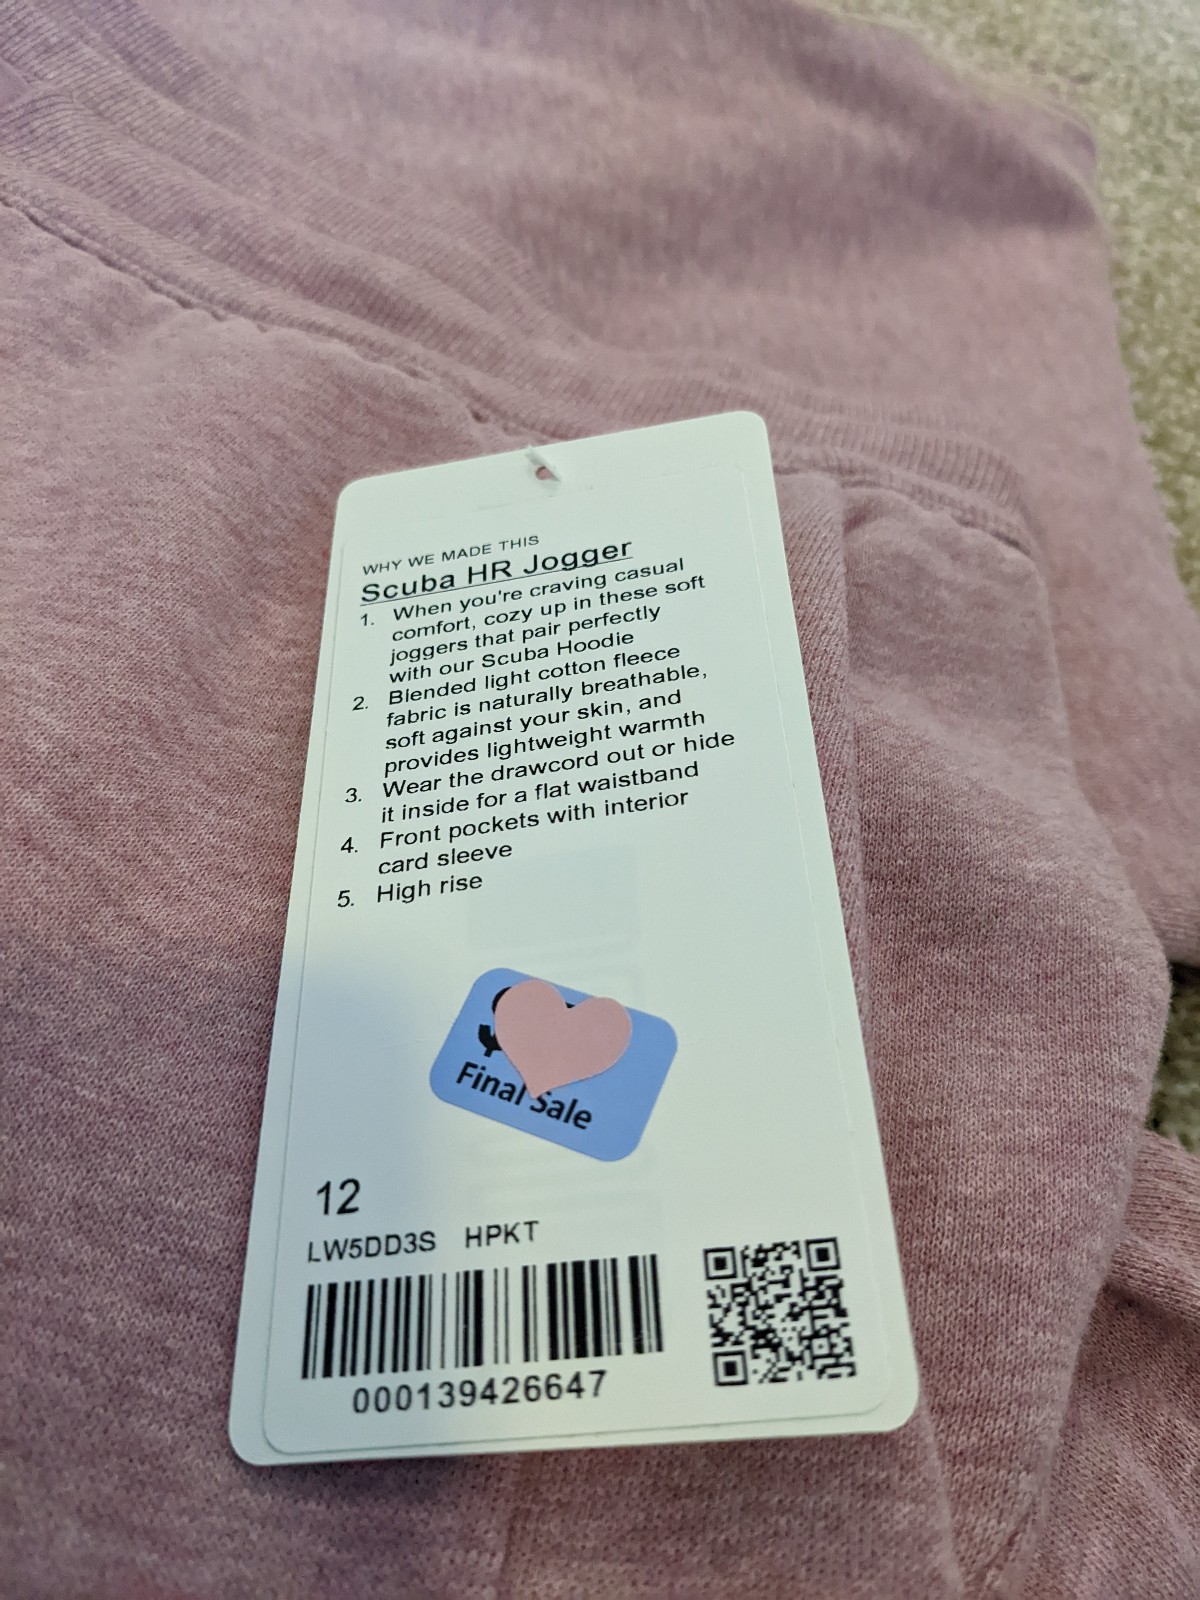 WHY WE MADE THIS
Scuba HR Jogger
1. When you're craving casual
comfort, cozy up in these soft
joggers that pair perfectly
with our Scuba Hoodie
2. Blended light cotton fleece
fabric is naturally breathable,
soft against your skin, and
provides lightweight warmth
3. Wear the drawcord out or hide
it inside for a flat waistband
4. Front pockets with interior
card sleeve
5. High rise
Final Sale
12
LW5DD3S HPKT
000139426647